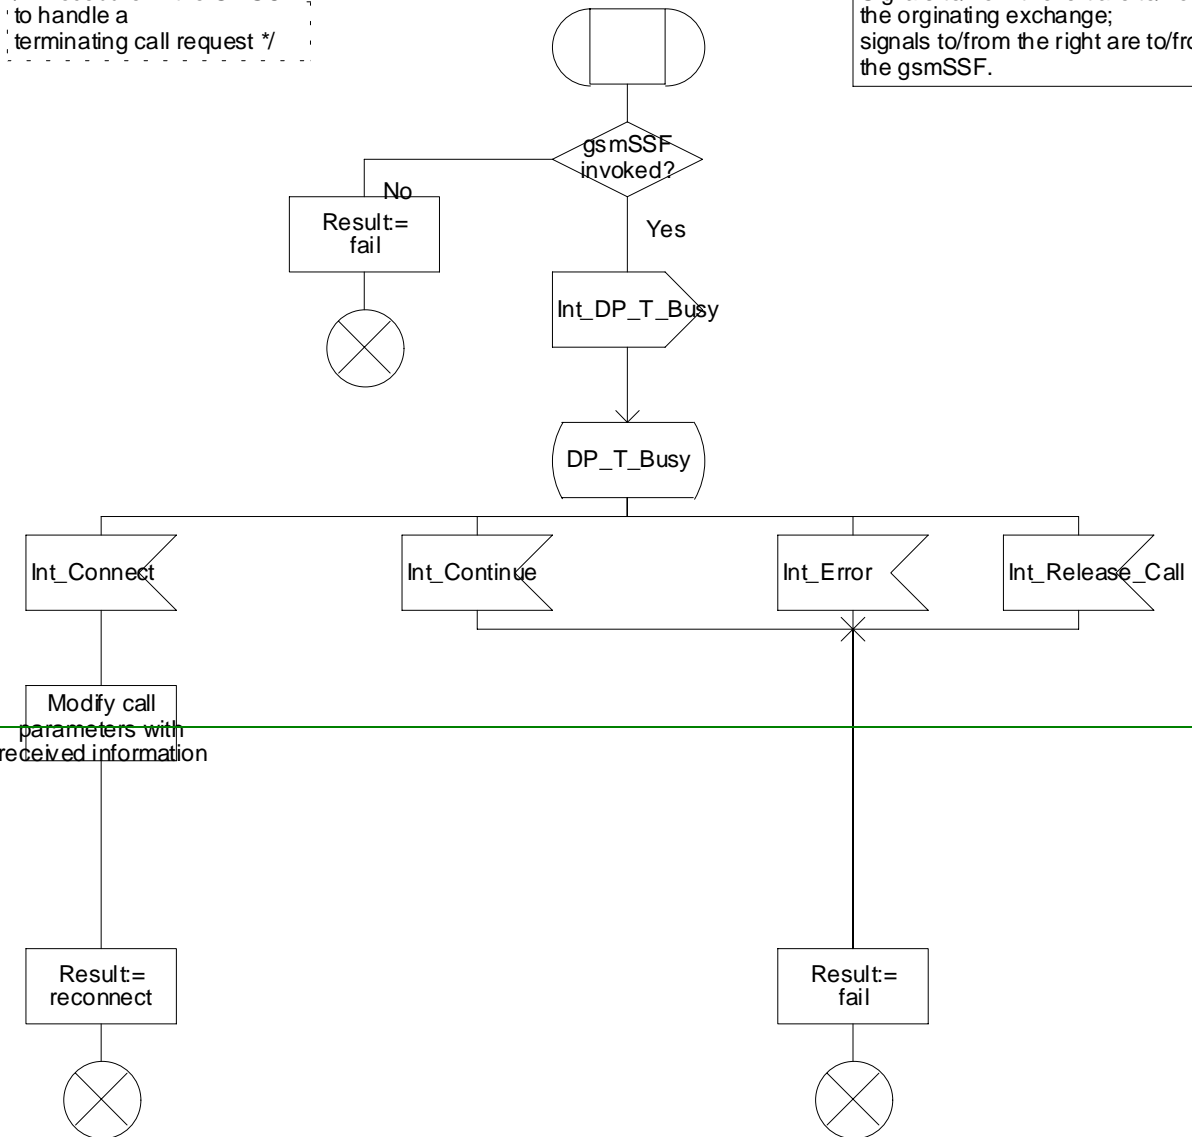 to handle a
terminating call request */
the orginating exchange;
signals to/from the right are to/fro
the gsmSSF.
gsmSSF
invoked?
No
Yes
Result:=
fail
Int_DP_T_Busy
DP_T_Busy
Int_Connect
Int_Continue
Int_Error
Int_Release_Call
Modify call
parameters with
received information
Result:=
reconnect
Result:=
fail